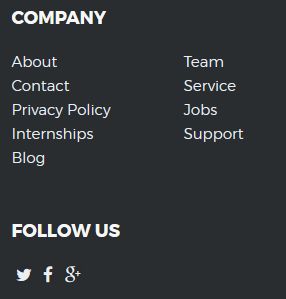 COMPANY
About
Contact
Privacy Policy
Internships
Blog
Team
Service
Jobs
Support
FOLLOW US